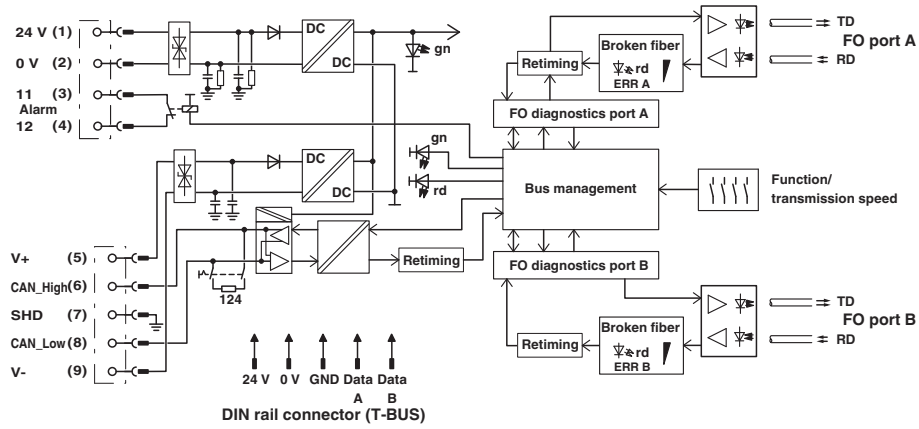 24 V (1)
0 V (2)
11 (3)
Alarm
12 (4)
DC
DC
gn
Retiming
Broken fiber
rd
ERR A
TD
FO port A
RD
FO diagnostics port A
gn
rd
Bus management
Function/
transmission speed
DC
DC
V+ (5)
CAN_High (6)
SHD (7)
CAN_Low (8)
V- (9)
124
Retiming
FO diagnostics port B
Retiming
Broken fiber
rd
ERR B
TD
FO port B
RD
24 V 0 V GND Data Data
A B
DIN rail connector (T-BUS)